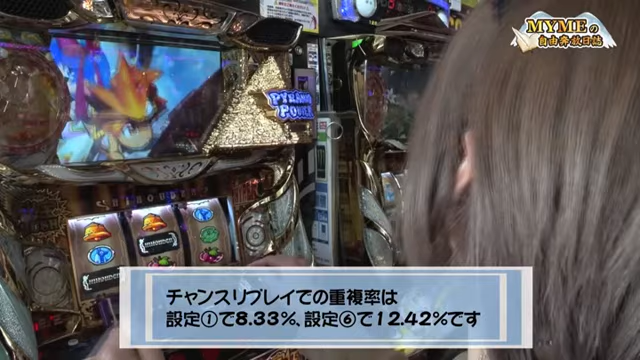 MYMEの
自由奔放日誌
PYRAMID
POWER
チャンスリプレイでの重複率は
設定①で8.33%、設定⑥で12.42%です